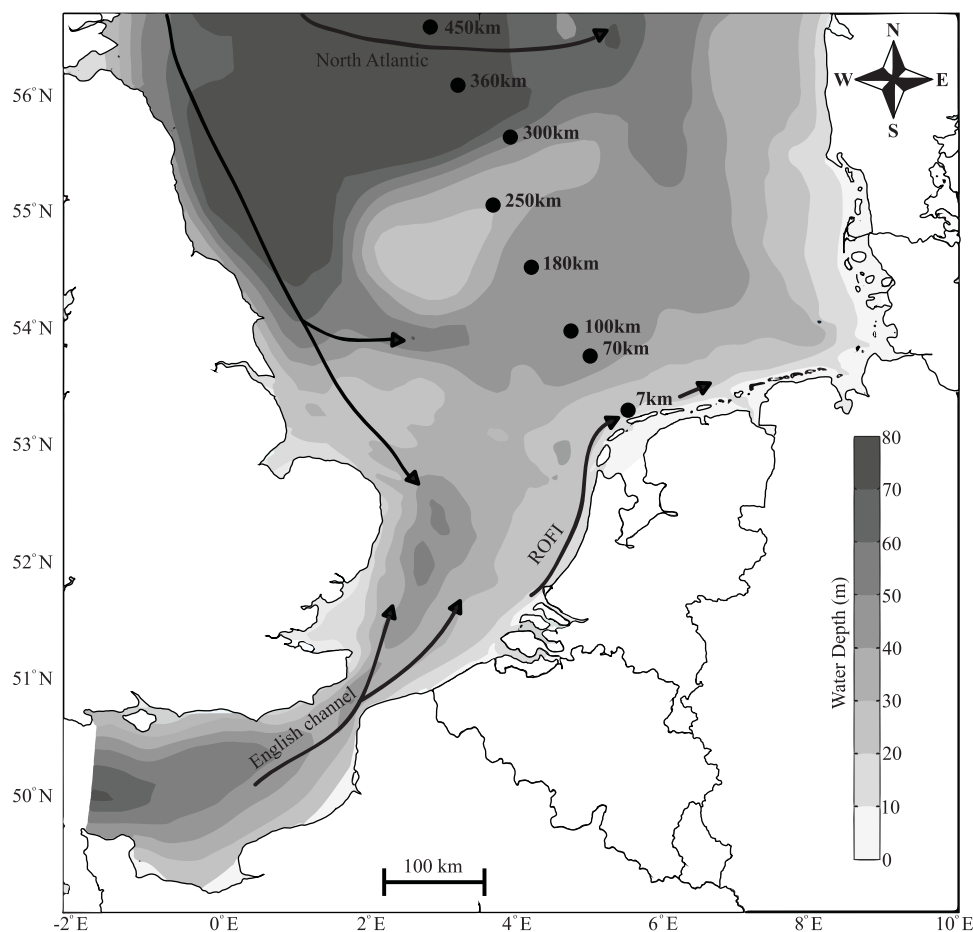 450km
North Atlantic
360km
300km
250km
180km
100km
70km
7km
N
W
E
S
56°N
55°N
54°N
53°N
52°N
51°N
50°N
ROFI
English channel
80
70
60
50
40
30
20
10
0
Water Depth (m)
100 km
-2°E
0°E
2°E
4°E
6°E
8°E
10°E